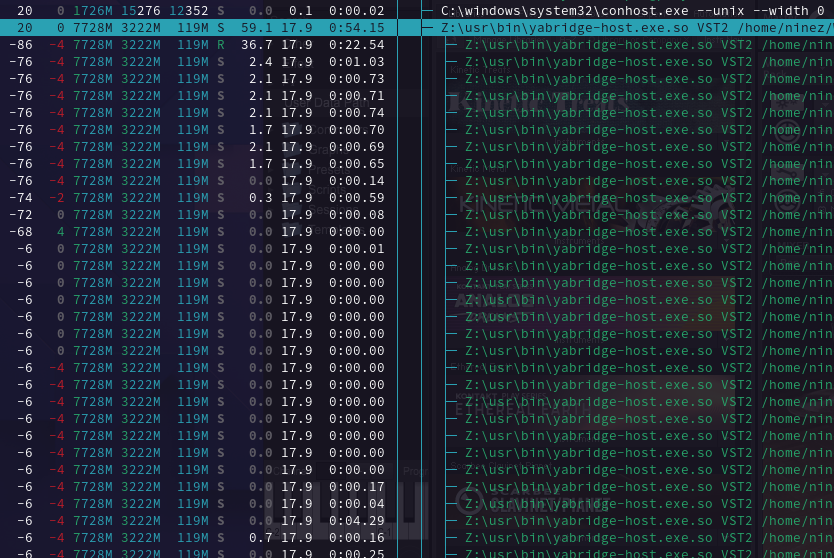 20 0 1726M 15276 12352 S 0.0 0.1 0:00.02 ─ C:\windows\system32\conhost.exe --unix --width 0
20 0 7728M 3222M 119M S 59.1 17.9 0:54.15 ─ Z:\usr\bin\yabridge-host.exe.so VST2 /home/ninez/
-86 -4 7728M 3222M 119M R 36.7 17.9 0:22.54 ├─ Z:\usr\bin\yabridge-host.exe.so VST2 /home/nin
-76 -4 7728M 3222M 119M S 2.4 17.9 0:01.03 ├─ Z:\usr\bin\yabridge-host.exe.so VST2 /home/nin
-76 -4 7728M 3222M 119M S 2.1 17.9 0:00.73 ├─ Z:\usr\bin\yabridge-host.exe.so VST2 /home/nin
-76 -4 7728M 3222M 119M S 2.1 17.9 0:00.71 ├─ Z:\usr\bin\yabridge-host.exe.so VST2 /home/nin
-76 -4 7728M 3222M 119M S 2.1 17.9 0:00.74 ├─ Z:\usr\bin\yabridge-host.exe.so VST2 /home/nin
-76 -4 7728M 3222M 119M S 1.7 17.9 0:00.70 ├─ Z:\usr\bin\yabridge-host.exe.so VST2 /home/nin
-76 -4 7728M 3222M 119M S 2.1 17.9 0:00.69 ├─ Z:\usr\bin\yabridge-host.exe.so VST2 /home/nin
-76 -4 7728M 3222M 119M S 1.7 17.9 0:00.65 ├─ Z:\usr\bin\yabridge-host.exe.so VST2 /home/nin
-76 -4 7728M 3222M 119M S 0.0 17.9 0:00.14 ├─ Z:\usr\bin\yabridge-host.exe.so VST2 /home/nin
-74 -2 7728M 3222M 119M S 0.3 17.9 0:00.59 ├─ Z:\usr\bin\yabridge-host.exe.so VST2 /home/nin
-72 0 7728M 3222M 119M S 0.0 17.9 0:00.08 ├─ Z:\usr\bin\yabridge-host.exe.so VST2 /home/nin
-68 4 7728M 3222M 119M S 0.0 17.9 0:00.00 ├─ Z:\usr\bin\yabridge-host.exe.so VST2 /home/nin
-6 0 7728M 3222M 119M S 0.0 17.9 0:00.01 ├─ Z:\usr\bin\yabridge-host.exe.so VST2 /home/nin
-6 0 7728M 3222M 119M S 0.0 17.9 0:00.00 ├─ Z:\usr\bin\yabridge-host.exe.so VST2 /home/nin
-6 0 7728M 3222M 119M S 0.0 17.9 0:00.00 ├─ Z:\usr\bin\yabridge-host.exe.so VST2 /home/nin
-6 0 7728M 3222M 119M S 0.0 17.9 0:00.00 ├─ Z:\usr\bin\yabridge-host.exe.so VST2 /home/nin
-6 0 7728M 3222M 119M S 0.0 17.9 0:00.00 ├─ Z:\usr\bin\yabridge-host.exe.so VST2 /home/nin
-6 0 7728M 3222M 119M S 0.0 17.9 0:00.00 ├─ Z:\usr\bin\yabridge-host.exe.so VST2 /home/nin
-6 0 7728M 3222M 119M S 0.0 17.9 0:00.00 ├─ Z:\usr\bin\yabridge-host.exe.so VST2 /home/nin
-6 -4 7728M 3222M 119M S 0.0 17.9 0:00.00 ├─ Z:\usr\bin\yabridge-host.exe.so VST2 /home/nin
-6 -4 7728M 3222M 119M S 0.0 17.9 0:00.00 ├─ Z:\usr\bin\yabridge-host.exe.so VST2 /home/nin
-6 -4 7728M 3222M 119M S 0.0 17.9 0:00.00 ├─ Z:\usr\bin\yabridge-host.exe.so VST2 /home/nin
-6 -4 7728M 3222M 119M S 0.0 17.9 0:00.00 ├─ Z:\usr\bin\yabridge-host.exe.so VST2 /home/nin
-6 -4 7728M 3222M 119M S 0.0 17.9 0:00.00 ├─ Z:\usr\bin\yabridge-host.exe.so VST2 /home/nin
-6 -4 7728M 3222M 119M S 0.0 17.9 0:00.00 ├─ Z:\usr\bin\yabridge-host.exe.so VST2 /home/nin
-6 -4 7728M 3222M 119M S 0.0 17.9 0:00.00 ├─ Z:\usr\bin\yabridge-host.exe.so VST2 /home/nin
-6 -4 7728M 3222M 119M S 0.0 17.9 0:00.17 ├─ Z:\usr\bin\yabridge-host.exe.so VST2 /home/nin
-6 -4 7728M 3222M 119M S 0.0 17.9 0:00.04 ├─ Z:\usr\bin\yabridge-host.exe.so VST2 /home/nin
-6 -4 7728M 3222M 119M S 0.0 17.9 0:04.29 ├─ Z:\usr\bin\yabridge-host.exe.so VST2 /home/nin
-6 -4 7728M 3222M 119M S 0.7 17.9 0:00.16 ├─ Z:\usr\bin\yabridge-host.exe.so VST2 /home/nin
-6 -4 7728M 3222M 119M S 0.0 17.9 0:00.25 ├─ Z:\usr\bin\yabridge-host.exe.so VST2 /home/nin